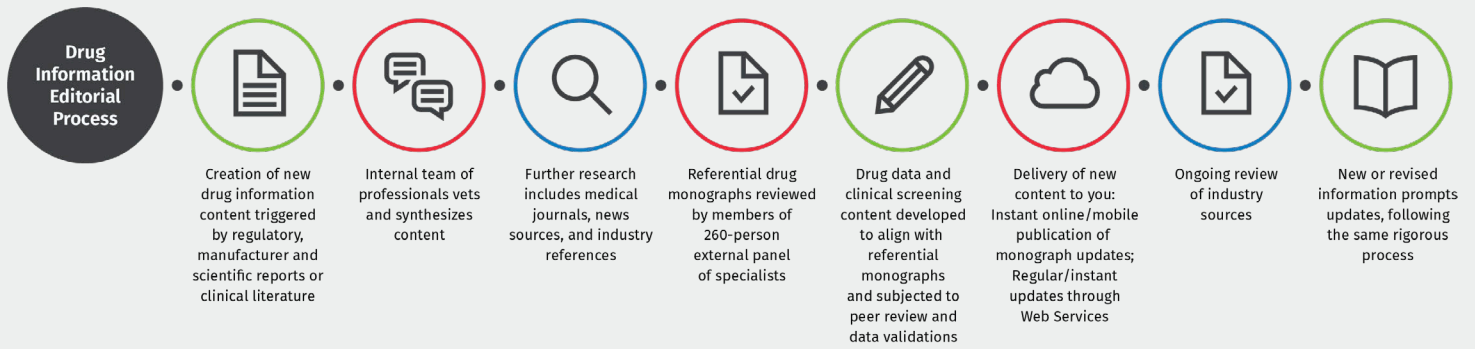 Drug
Information
Editorial
Process
Creation of new
drug information
content triggered
by regulatory,
manufacturer and
scientific reports or
clinical literature
Internal team of
professionals vets
and synthesizes
content
Further research
includes medical
journals, news
sources, and industry
references
Referential drug
monographs reviewed
by members of
260-person
external panel
of specialists
Drug data and
clinical screening
content developed
to align with
referential
monographs
and subjected to
peer review and
data validations
Delivery of new
content to you:
Instant online/mobile
publication of
monograph updates;
Regular/instant
updates through
Web Services
Ongoing review
of industry
sources
New or revised
information prompts
updates, following
the same rigorous
process